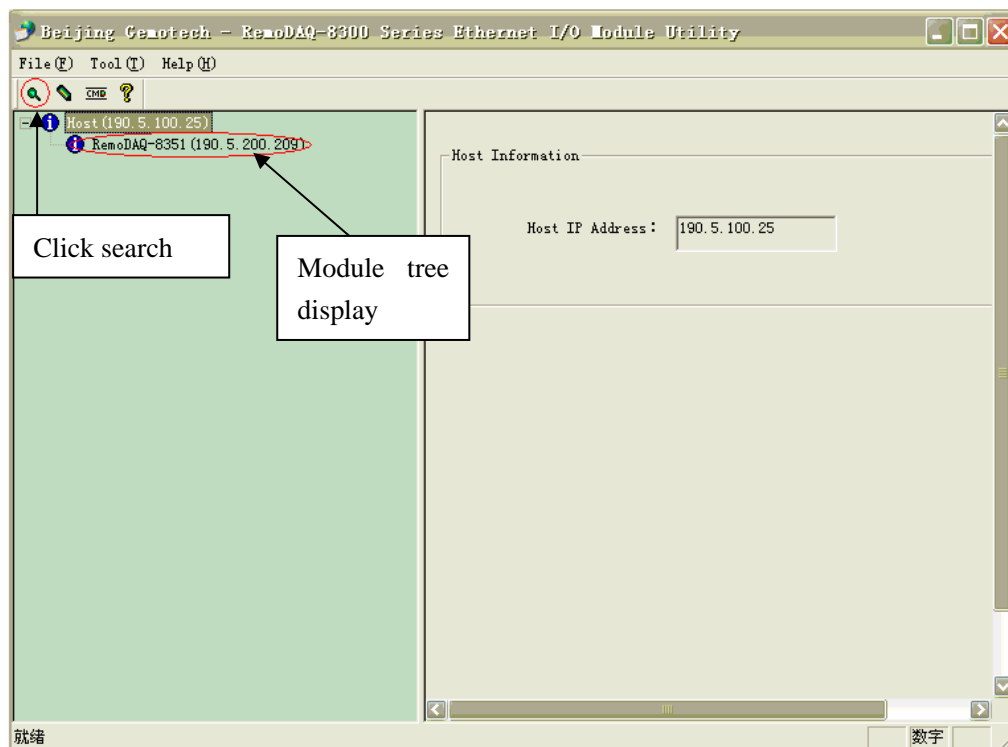 Beijing Gemotech - RemoDAQ-8300 Series Ethernet I/O Module Utility
File(F) Tool(T) Help(H)
CMD
Host(190.5.100.25)
RemoDAQ-8351(190.5.200.209)
Host Information
Host IP Address:
190.5.100.25
Click search
Module tree
display
就绪
数字